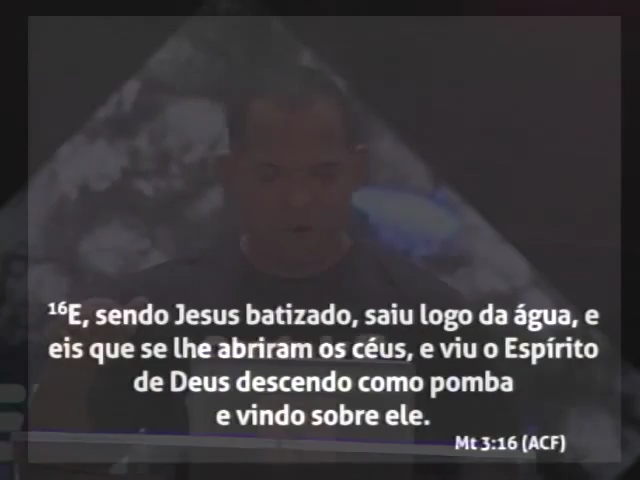 ¹⁶E, sendo Jesus batizado, saiu logo da água, e
eis que se lhe abriram os céus, e viu o Espírito
de Deus descendo como pomba
e vindo sobre ele.
Mt 3:16 (ACF)